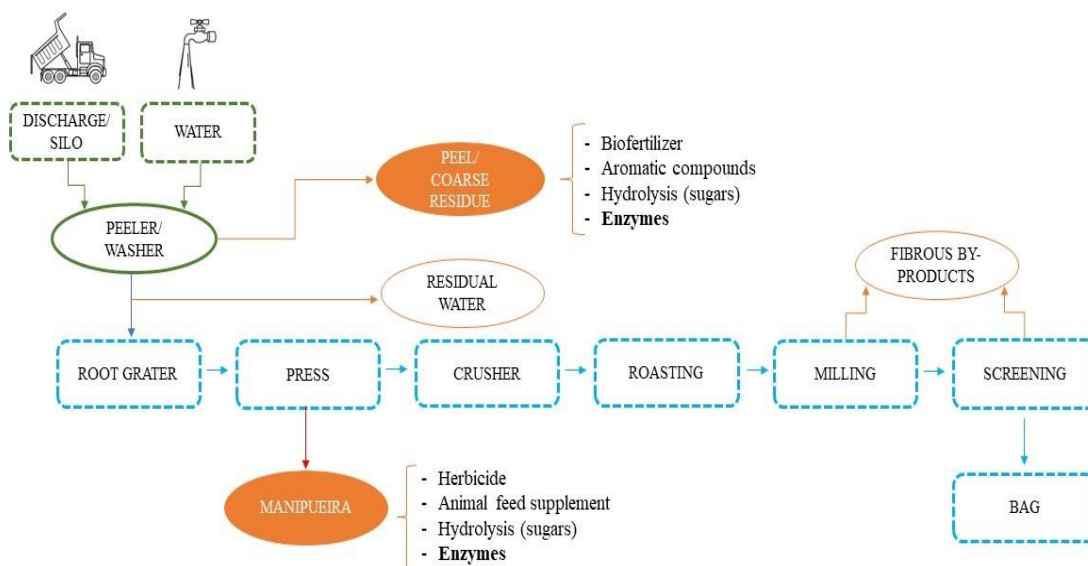 DISCHARGE/
SILO
WATER
PEEL/
COARSE
RESIDUE
- Biofertilizer
- Aromatic compounds
- Hydrolysis (sugars)
- Enzymes
PEELER/
WASHER
RESIDUAL
WATER
FIBROUS BY-
PRODUCTS
ROOT GRATER
PRESS
CRUSHER
ROASTING
MILLING
SCREENING
MANIPUEIRA
- Herbicide
- Animal feed supplement
- Hydrolysis (sugars)
- Enzymes
BAG